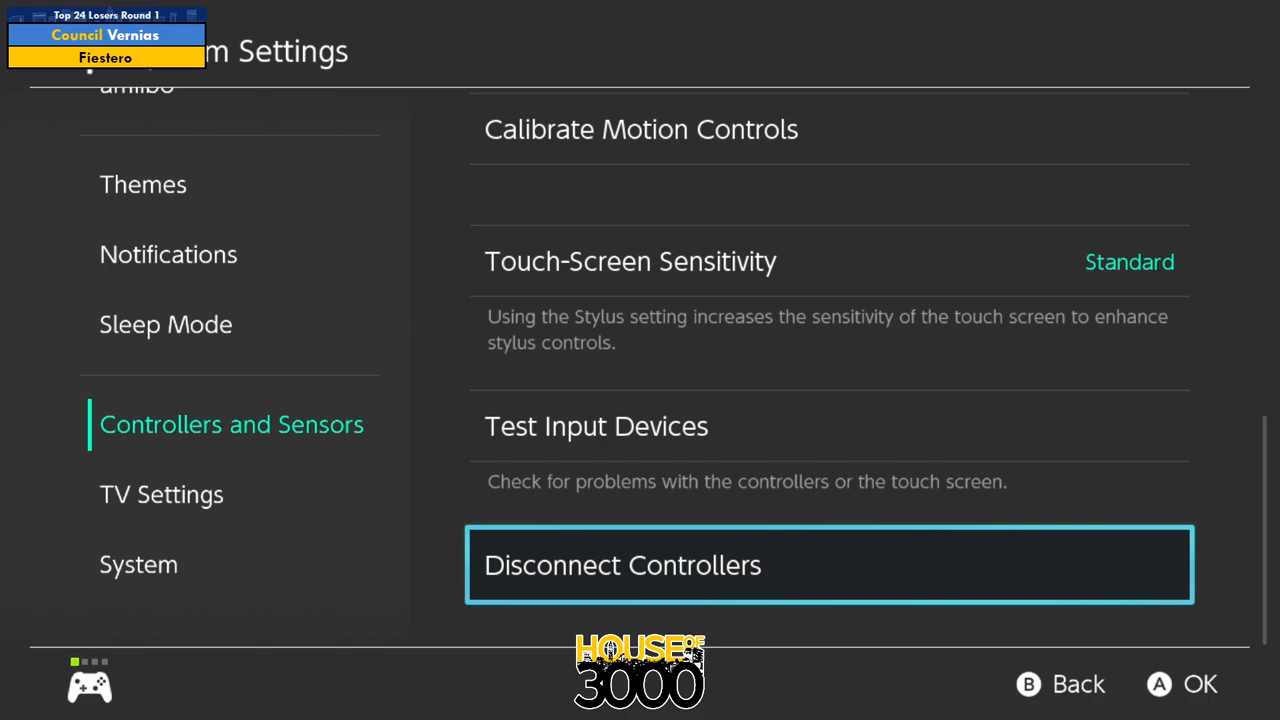 Top 24 Losers Round 1
Council Vernias
Fiestero
m Settings
amiibo
Themes
Notifications
Sleep Mode
Controllers and Sensors
TV Settings
System
Calibrate Motion Controls
Touch-Screen Sensitivity Standard
Using the Stylus setting increases the sensitivity of the touch screen to enhance
stylus controls.
Test Input Devices
Check for problems with the controllers or the touch screen.
Disconnect Controllers
HOUSE OF
3000
B Back A OK